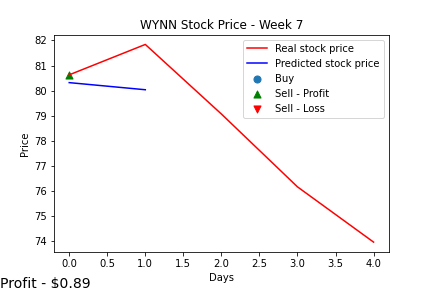 WYNN Stock Price - Week 7
Real stock price
Predicted stock price
Buy
Sell - Profit
Sell - Loss
82
81
80
79
78
77
76
75
74
Price
0.0 0.5 1.0 1.5 2.0 2.5 3.0 3.5 4.0
Days
Profit - $0.89